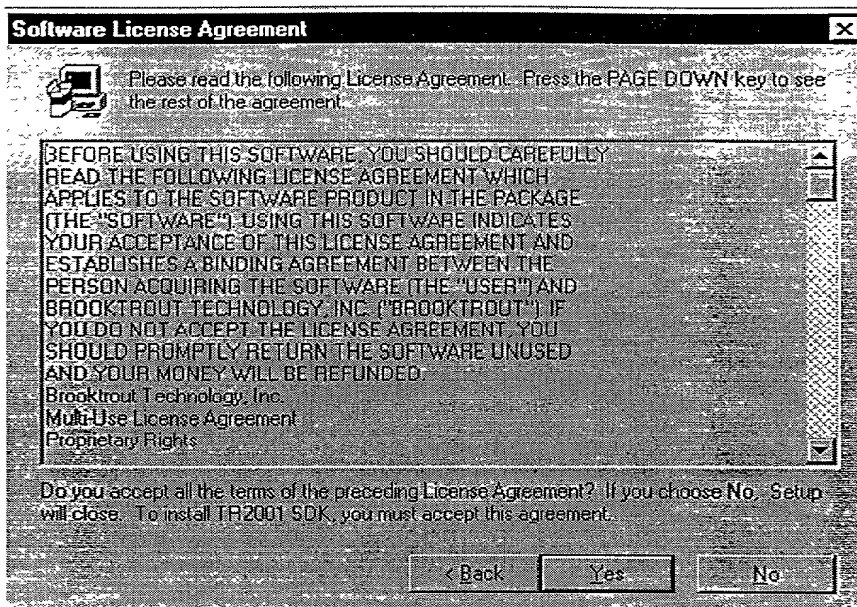 Software License Agreement
Please read the following License Agreement. Press the PAGE DOWN key to see
the rest of the agreement.
BEFORE USING THIS SOFTWARE, YOU SHOULD CAREFULLY
READ THE FOLLOWING LICENSE AGREEMENT WHICH
APPLIES TO THE SOFTWARE PRODUCT IN THE PACKAGE
(THE "SOFTWARE"). USING THIS SOFTWARE INDICATES
YOUR ACCEPTANCE OF THIS LICENSE AGREEMENT AND
ESTABLISHES A BINDING AGREEMENT BETWEEN THE
PERSON ACQUIRING THE SOFTWARE (THE "USER") AND
BROOKTROUT TECHNOLOGY, INC. ("BROOKTROUT"). IF
YOU DO NOT ACCEPT THE LICENSE AGREEMENT, YOU
SHOULD PROMPTLY RETURN THE SOFTWARE UNUSED
AND YOUR MONEY WILL BE REFUNDED.
Brooktrout Technology, Inc.
Multi-Use License Agreement
Proprietary Rights
Do you accept all the terms of the preceding License Agreement? If you choose No, Setup
will close. To install TR2001 SDK, you must accept this agreement.
< Back
Yes
No